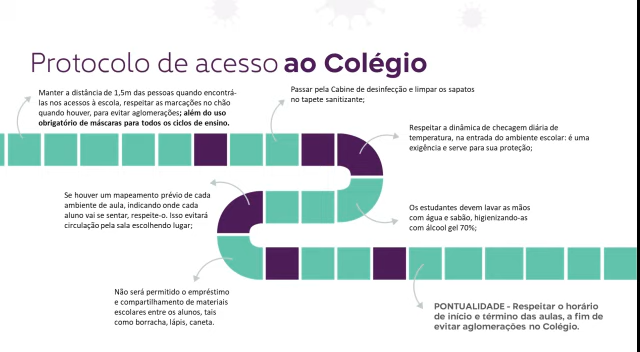 Protocolo de acesso ao Colégio
Manter a distância de 1,5m das pessoas quando encontrá-
las nos acessos à escola, respeitar as marcações no chão
quando houver, para evitar aglomerações; além do uso
obrigatório de máscaras para todos os ciclos de ensino.
Passar pela Cabine de desinfecção e limpar os sapatos
no tapete sanitizante;
Respeitar a dinâmica de checagem diária de
temperatura, na entrada do ambiente escolar: é uma
exigência e serve para sua proteção;
Os estudantes devem lavar as mãos
com água e sabão, higienizando-as
com álcool gel 70%;
Se houver um mapeamento prévio de cada
ambiente de aula, indicando onde cada
aluno vai se sentar, respeite-o. Isso evitará
circulação pela sala escolhendo lugar;
Não será permitido o empréstimo
e compartilhamento de materiais
escolares entre os alunos, tais
como borracha, lápis, caneta.
PONTUALIDADE - Respeitar o horário
de início e término das aulas, a fim de
evitar aglomerações no Colégio.